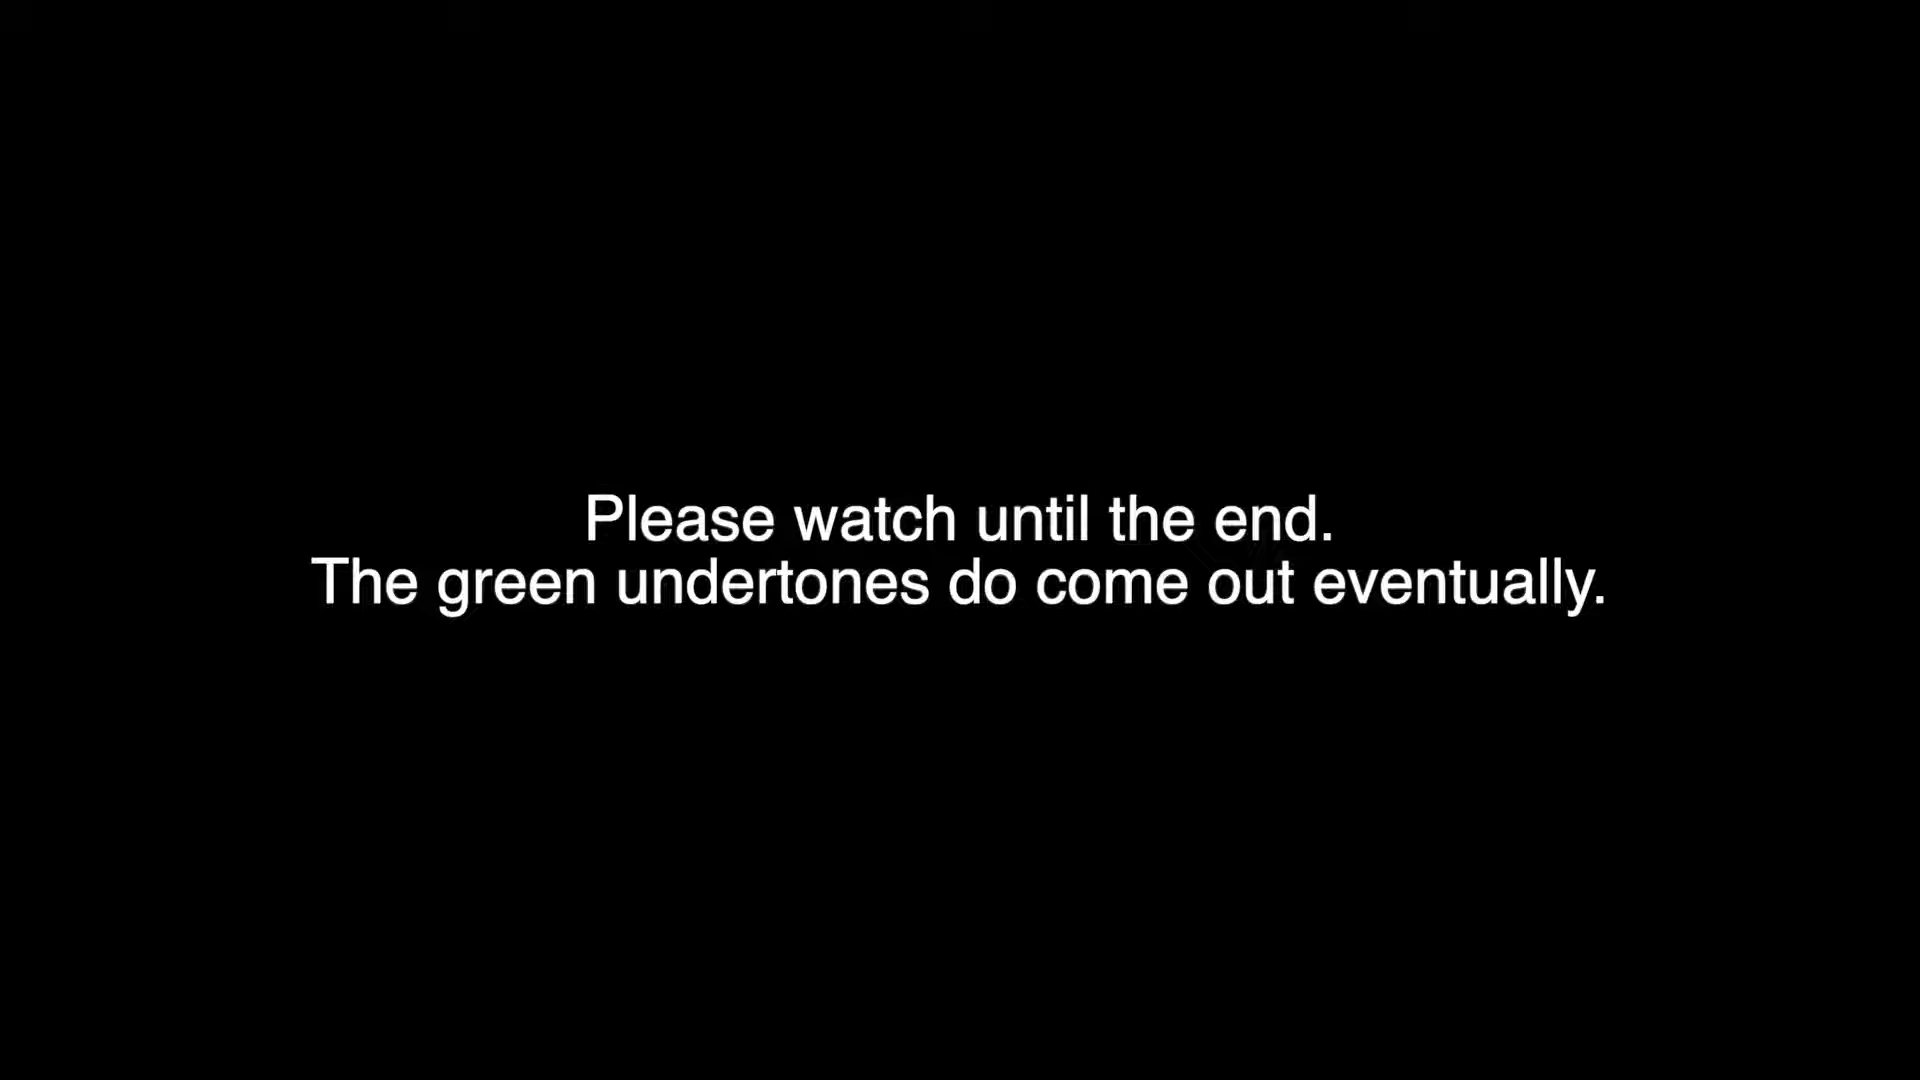 Please watch until the end.
The green undertones do come out eventually.